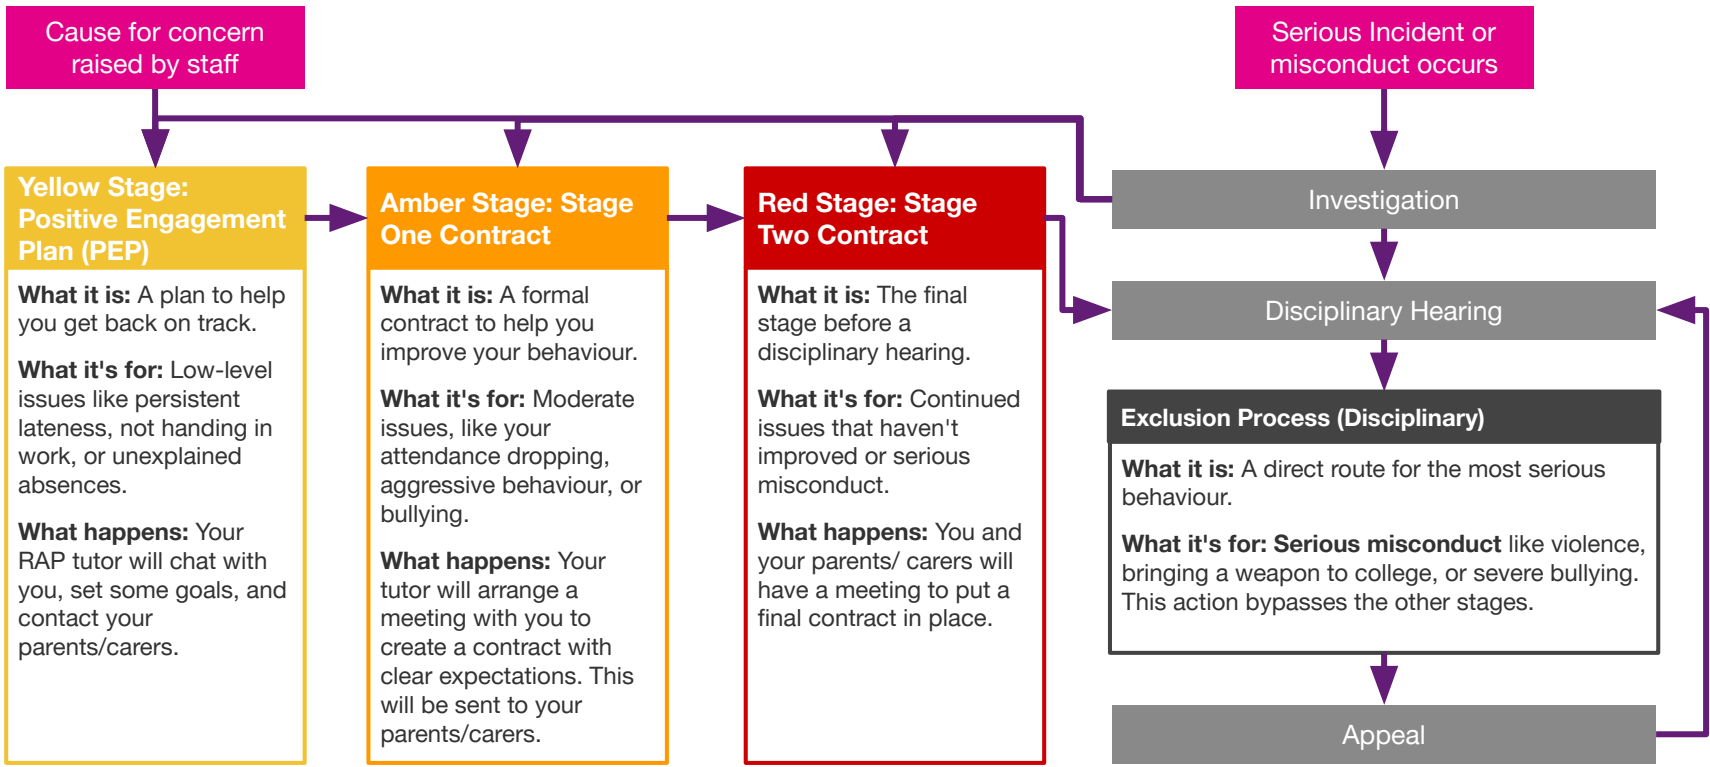 Cause for concern
raised by staff
Serious Incident or
misconduct occurs
Yellow Stage:
Positive Engagement
Plan (PEP)
What it is: A plan to help
you get back on track.
What it's for: Low-level
issues like persistent
lateness, not handing in
work, or unexplained
absences.
What happens: Your
RAP tutor will chat with
you, set some goals, and
contact your
parents/carers.
Amber Stage: Stage
One Contract
What it is: A formal
contract to help you
improve your behaviour.
What it's for: Moderate
issues, like your
attendance dropping,
aggressive behaviour, or
bullying.
What happens: Your
tutor will arrange a
meeting with you to
create a contract with
clear expectations. This
will be sent to your
parents/carers.
Red Stage: Stage
Two Contract
What it is: The final
stage before a
disciplinary hearing.
What it's for: Continued
issues that haven't
improved or serious
misconduct.
What happens: You and
your parents/ carers will
have a meeting to put a
final contract in place.
Investigation
Disciplinary Hearing
Exclusion Process (Disciplinary)
What it is: A direct route for the most serious
behaviour.
What it's for: Serious misconduct like violence,
bringing a weapon to college, or severe bullying.
This action bypasses the other stages.
Appeal